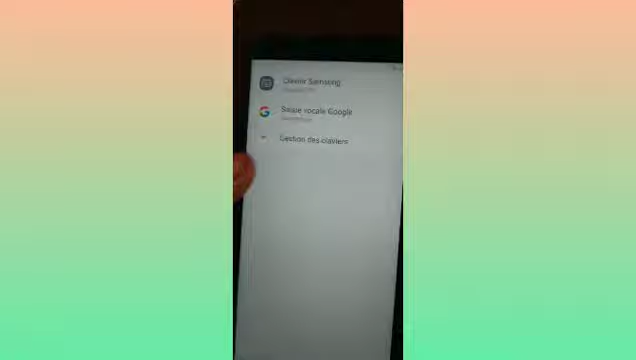 Clavier Samsung
Saisie vocale Google
Gestion des claviers